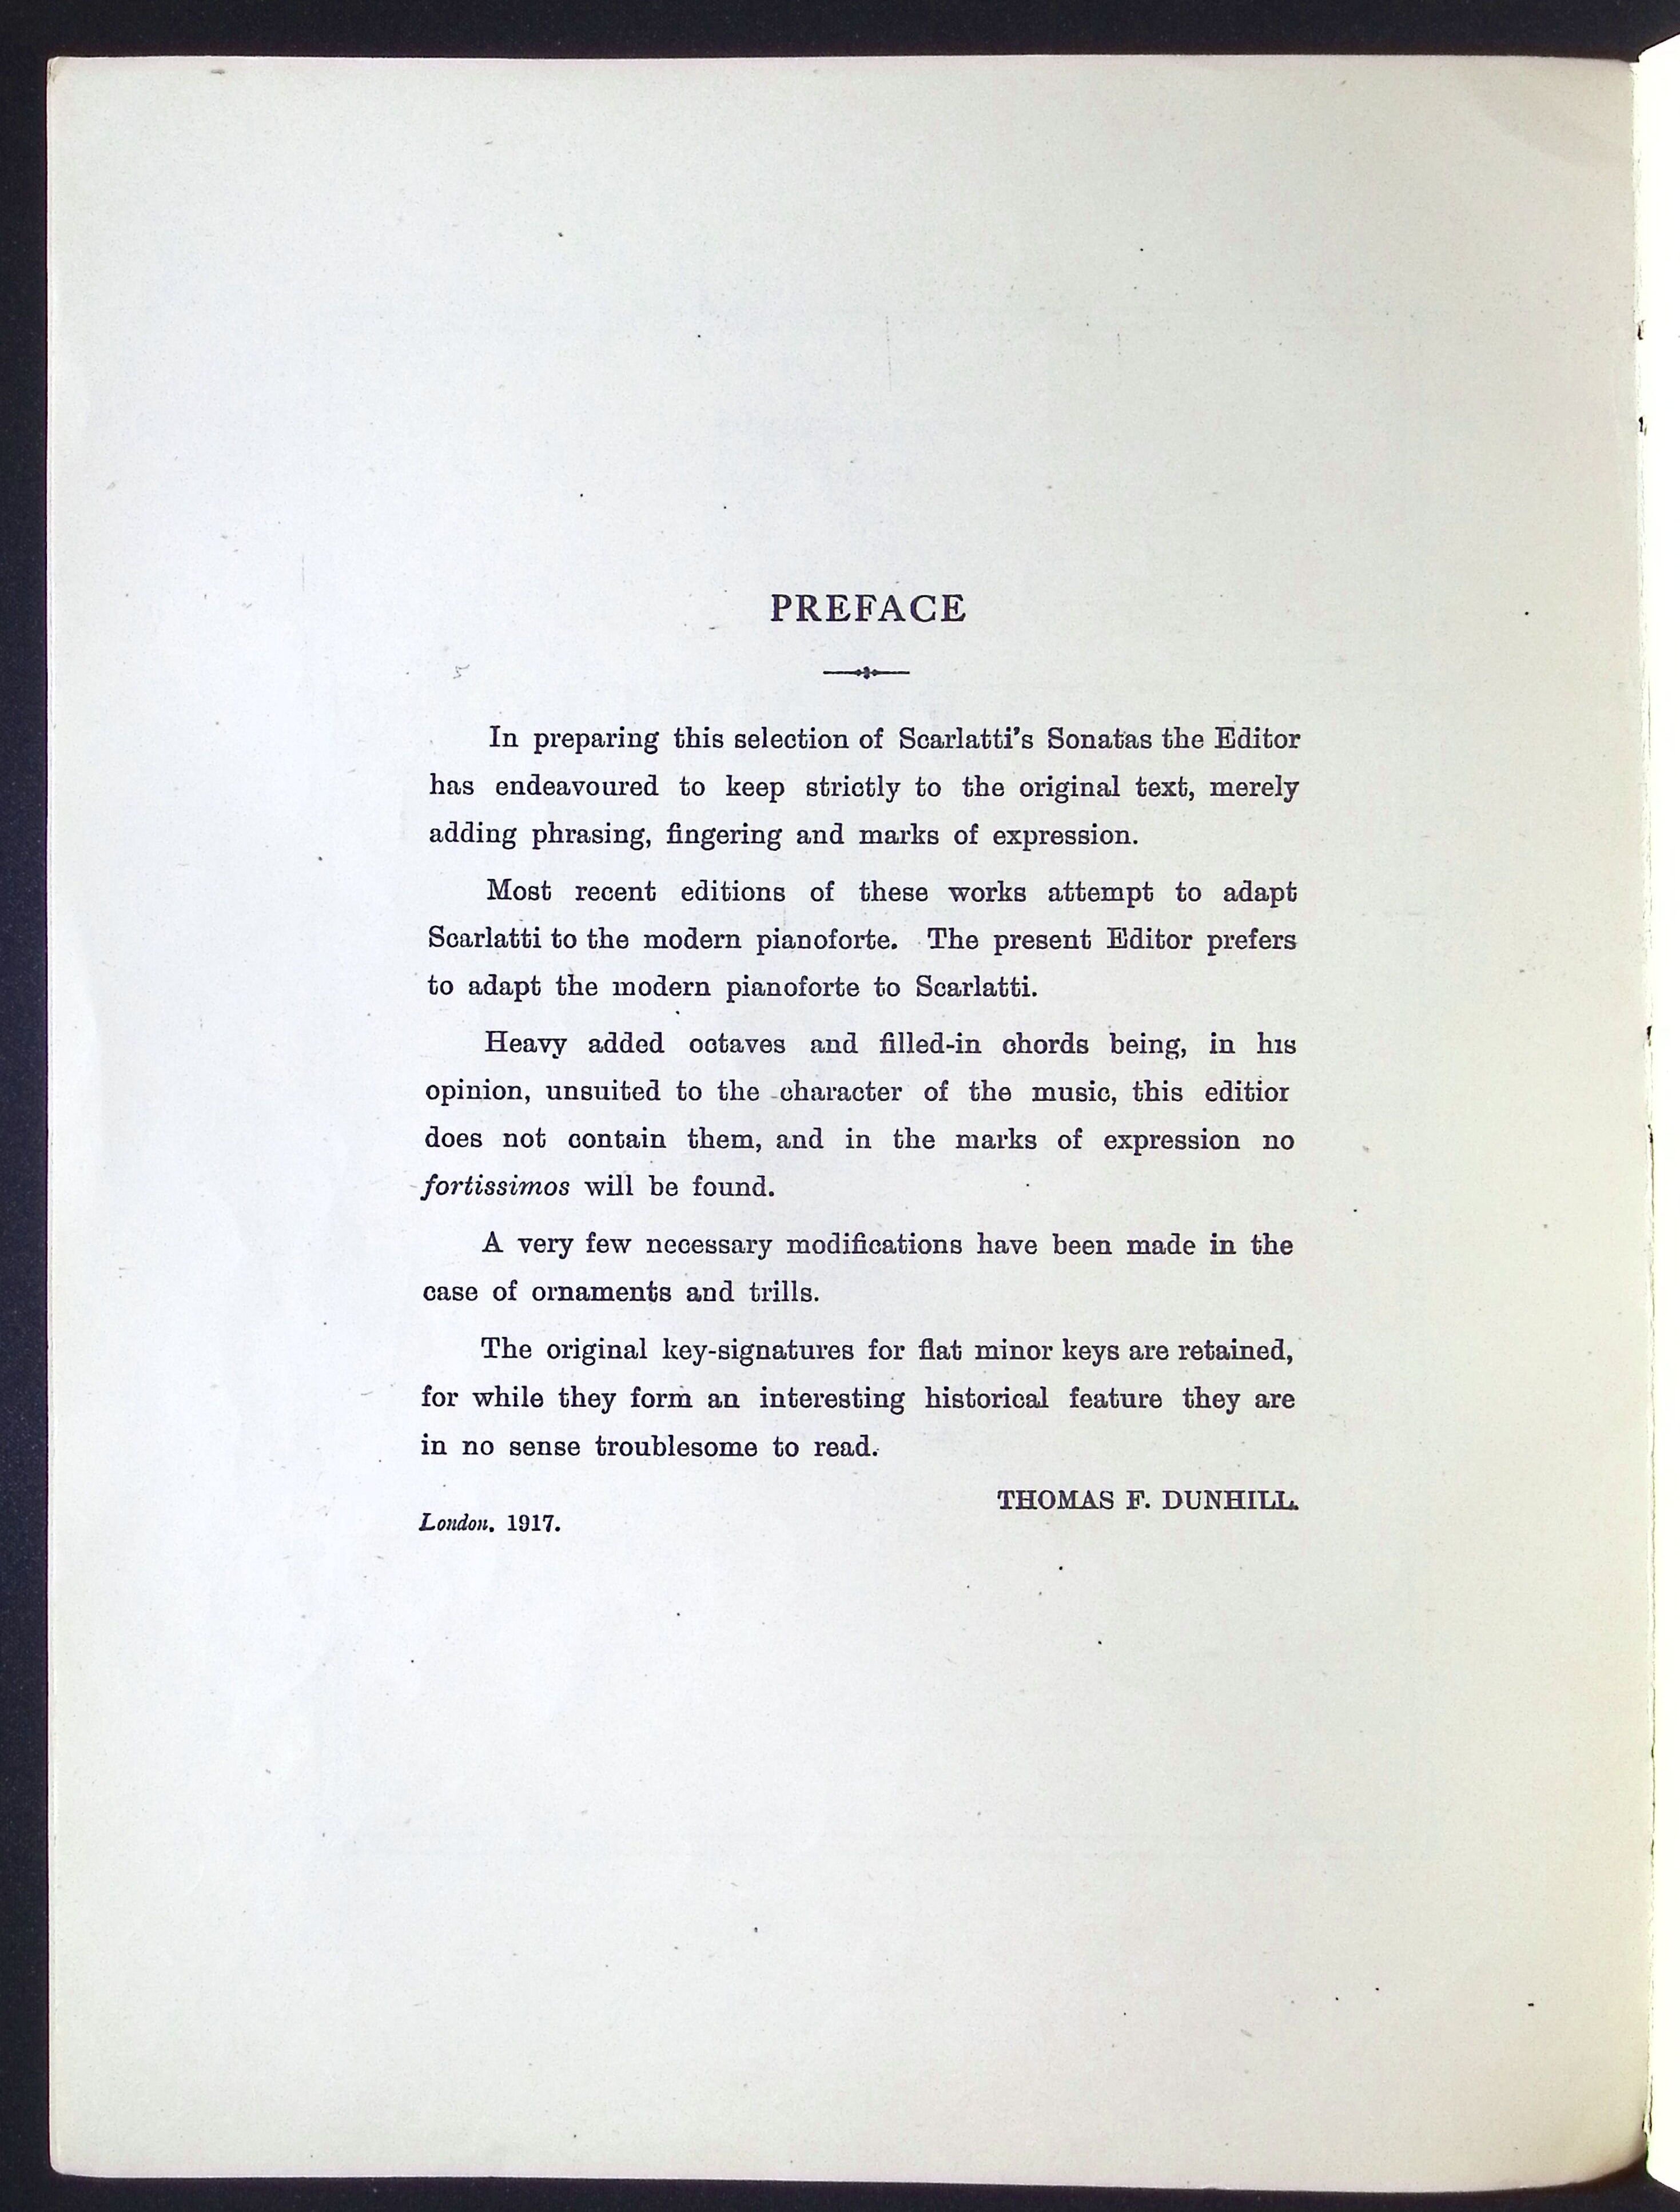 PREFACE
In preparing this selection of Scarlatti's Sonatas the Editor
has endeavoured to keep strictly to the original text, merely
adding phrasing, fingering and marks of expression.
Most recent editions of these works attempt to adapt
Scarlatti to the modern pianoforte. The present Editor prefers
to adapt the modern pianoforte to Scarlatti.
Heavy added octaves and filled-in chords being, in his
opinion, unsuited to the character of the music, this edition
does not contain them, and in the marks of expression no
fortissimos will be found.
A very few necessary modifications have been made in the
case of ornaments and trills.
The original key-signatures for flat minor keys are retained,
for while they form an interesting historical feature they are
in no sense troublesome to read.
THOMAS F. DUNHILL.
London. 1917.